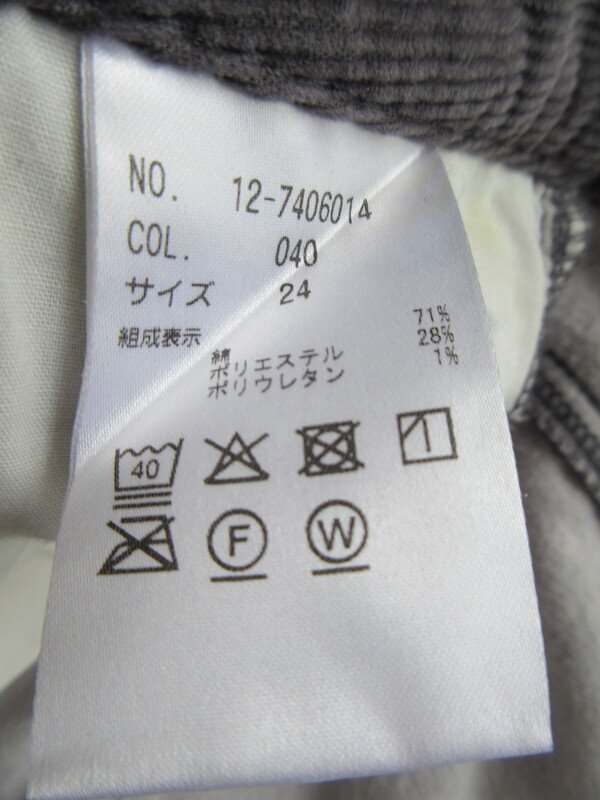 NO. 12-7406014
COL. 040
サイズ 24
組成表示
綿 71%
ポリエステル 28%
ポリウレタン 1%
40
F W